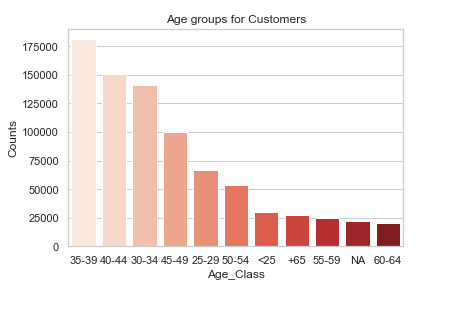 Age groups for Customers
175000
150000
125000
100000
75000
50000
25000
0
Counts
35-39 40-44 30-34 45-49 25-29 50-54 <25 +65 55-59 NA 60-64
Age_Class